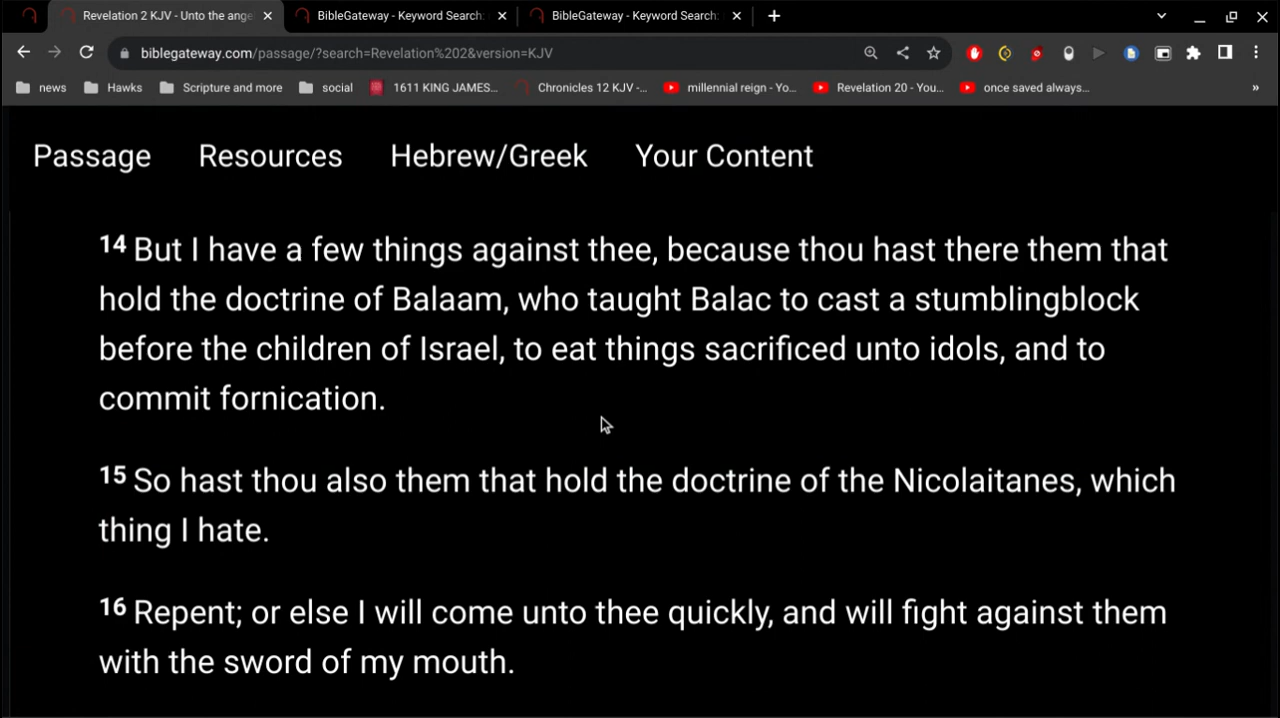 Revelation 2 KJV - Unto the ange
BibleGateway - Keyword Search:
BibleGateway - Keyword Search:
biblegateway.com/passage/?search=Revelation%202&version=KJV
news
Hawks
Scripture and more
social
1611 KING JAMES...
Chronicles 12 KJV -...
millennial reign - Yo...
Revelation 20 - You...
once saved always...
»
Passage Resources Hebrew/Greek Your Content
14 But I have a few things against thee, because thou hast there them that
hold the doctrine of Balaam, who taught Balac to cast a stumblingblock
before the children of Israel, to eat things sacrificed unto idols, and to
commit fornication.
15 So hast thou also them that hold the doctrine of the Nicolaitanes, which
thing I hate.
16 Repent; or else I will come unto thee quickly, and will fight against them
with the sword of my mouth.